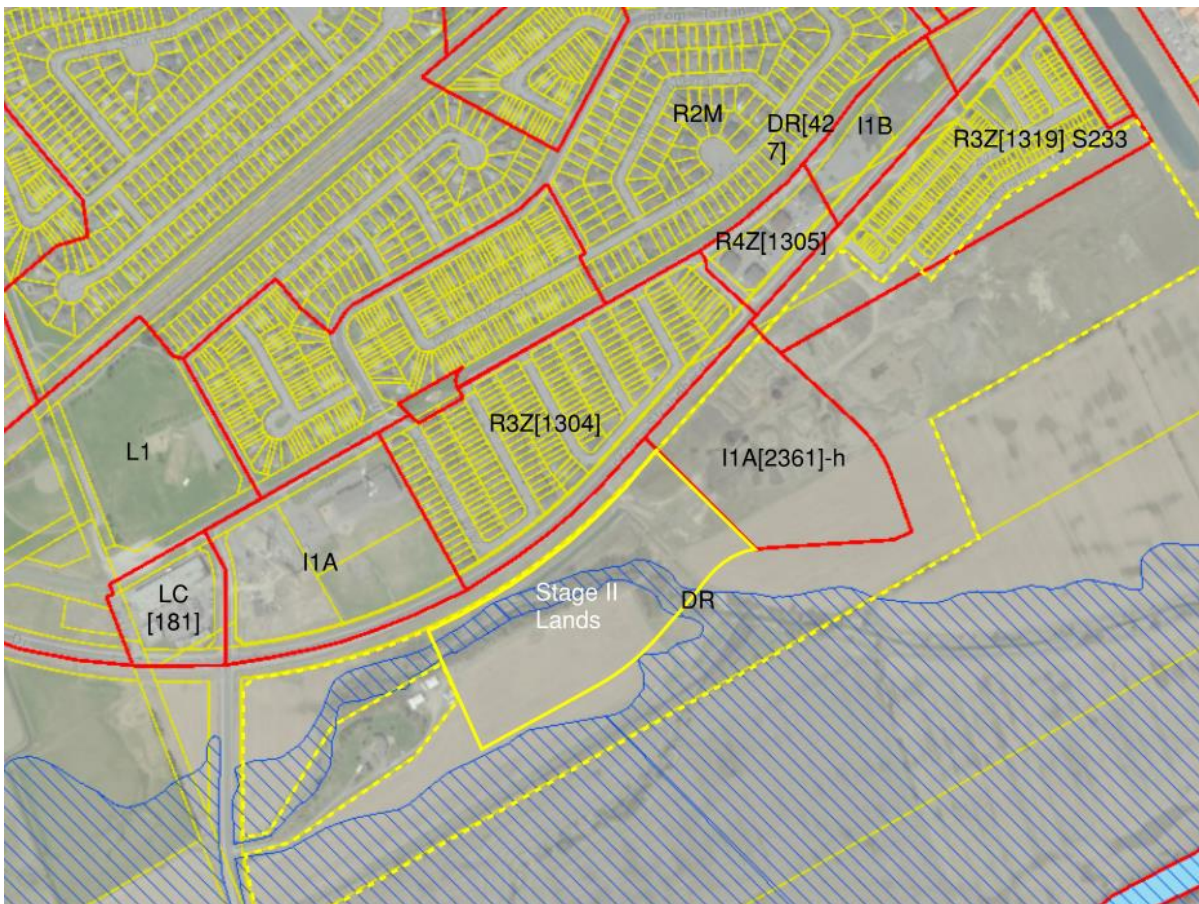 R2M
DR[42
7]
I1B
R3Z[1319] S233
R4Z[1305]
R3Z[1304]
L1
I1A[2361]-h
I1A
LC
[181]
Stage II
Lands
DR